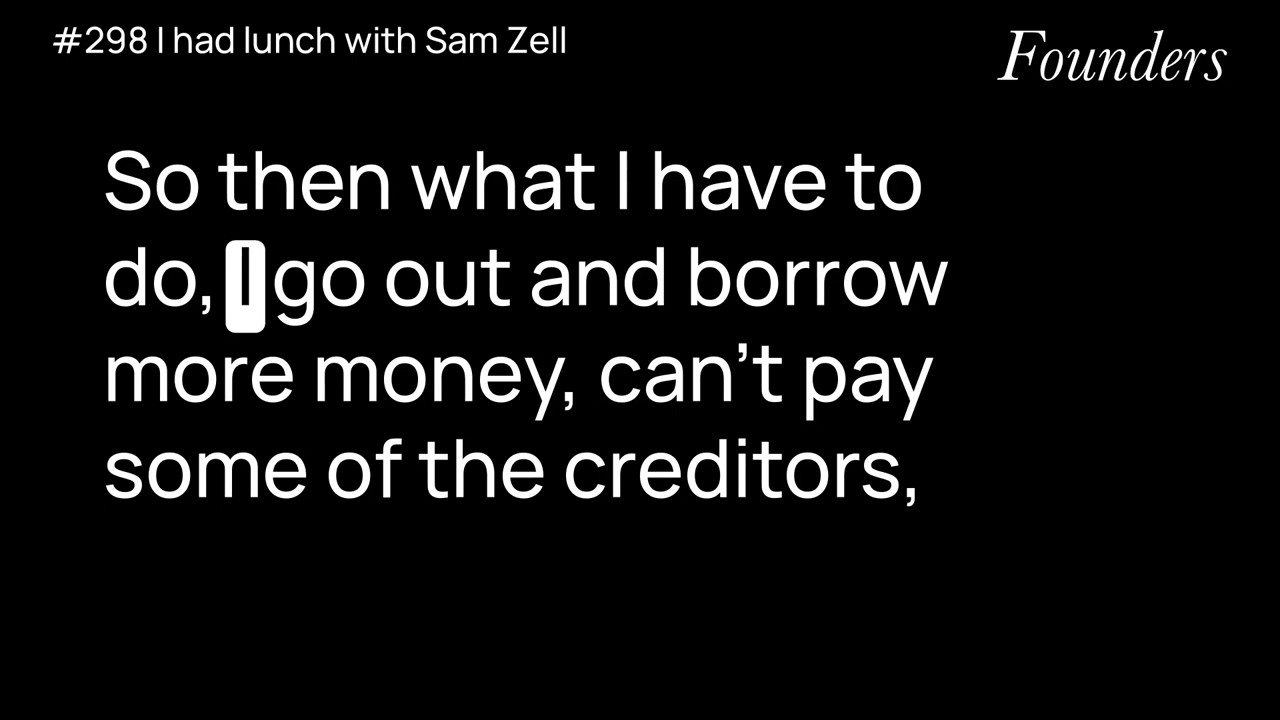 #298 I had lunch with Sam Zell
Founders
So then what I have to
do, I go out and borrow
more money, can’t pay
some of the creditors,